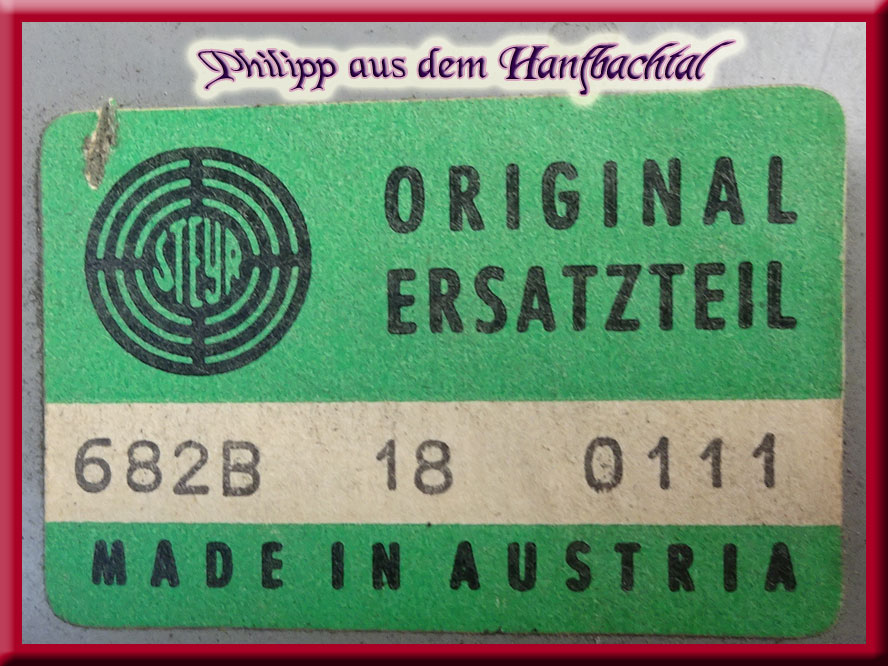 Philipp aus dem Hanfbachtal
STEYR
ORIGINAL
ERSATZTEIL
682B 18 0111
MADE IN AUSTRIA